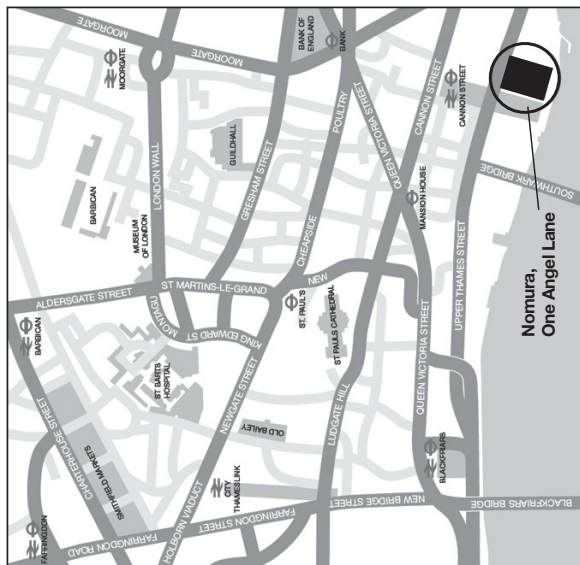 FARRINGDON
BARBICAN
MOORGATE
MOORGATE
MOORGATE
ALDERSGATE STREET
CHARTERHOUSE STREET
SMITHFIELD MARKETS
BARBICAN
MUSEUM
OF LONDON
LONDON WALL
FARRINGDON ROAD
ST BARTS
HOSPITAL
MONTAGU
KING EDWARD ST
ST MARTINS-LE-GRAND
GUILDHALL
GRESHAM STREET
BANK OF
ENGLAND
BANK
HOLBORN VIADUCT
CITY
THAMESLINK
NEWGATE STREET
OLD BAILEY
ST. PAUL'S
CHEAPSIDE
POULTRY
FARRINGDON STREET
LUDGATE HILL
ST PAULS CATHEDRAL
NEW
QUEEN VICTORIA STREET
CANNON STREET
NEW BRIDGE STREET
QUEEN VICTORIA STREET
MANSION HOUSE
CANNON STREET
BLACKFRIARS
UPPER THAMES STREET
BLACKFRIARS BRIDGE
SOUTHWARK BRIDGE
Nomura,
One Angel Lane